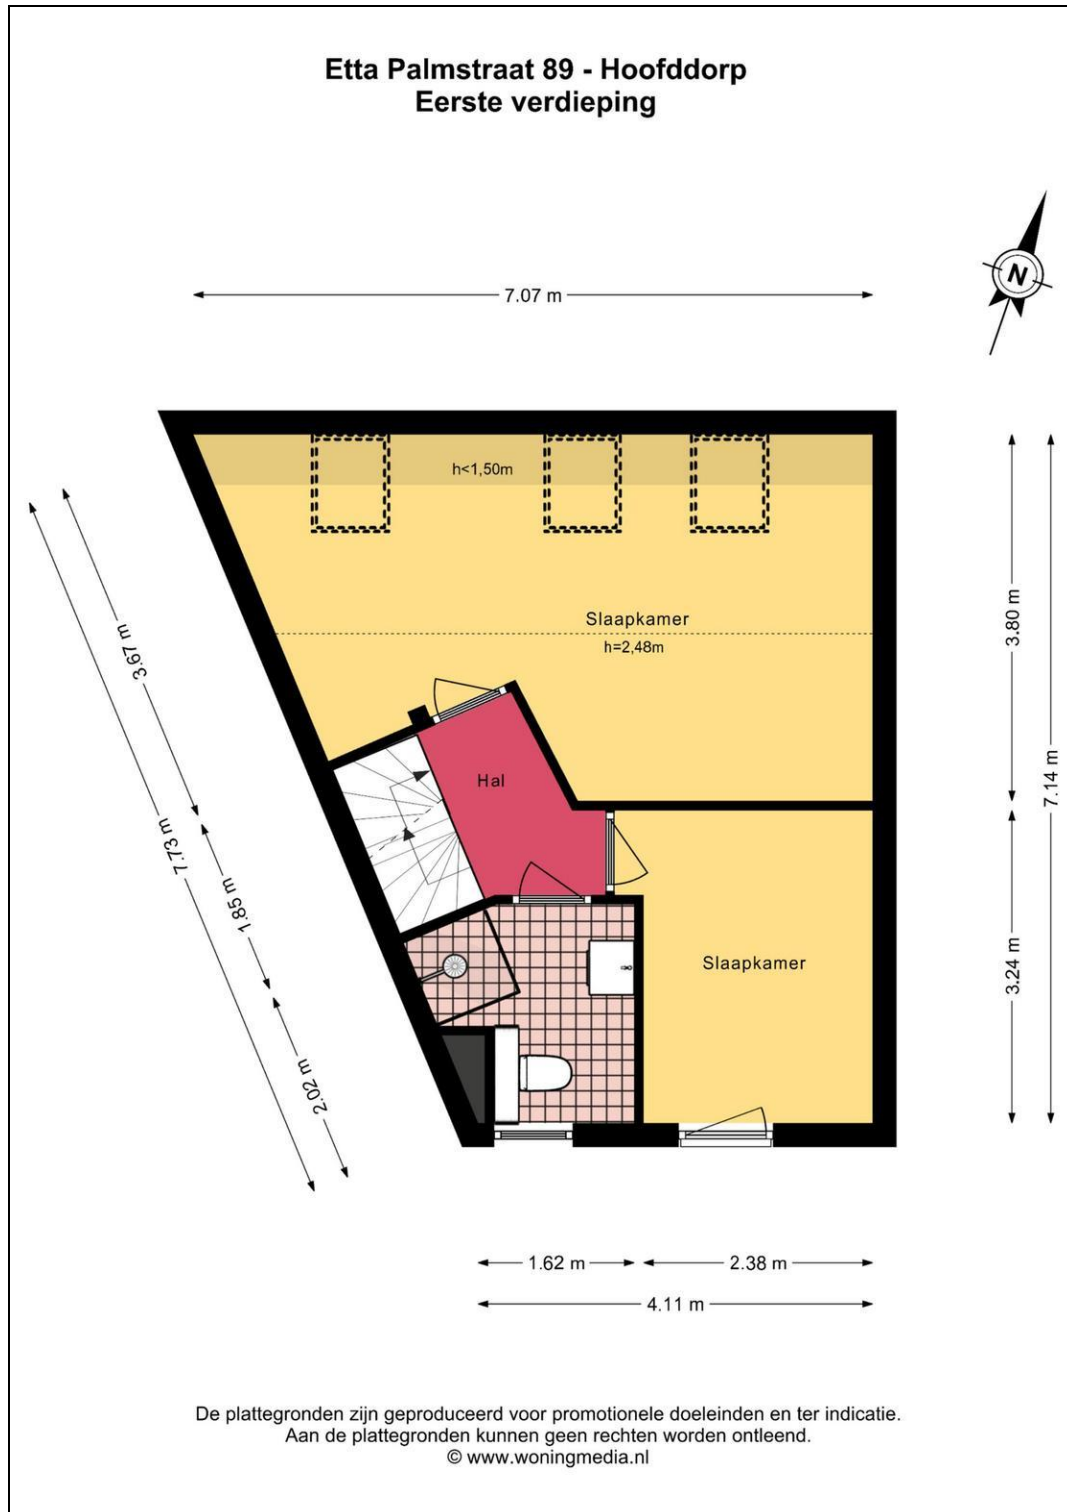 Etta Palmstraat 89 - Hoofddorp
Eerste verdieping
N
7.07 m
h<1,50m
Slaapkamer
h=2,48m
3.67 m
3.80 m
7.14 m
Hal
7.73 m
1.85 m
Slaapkamer
3.24 m
2.02 m
1.62 m
2.38 m
4.11 m
De plattegronden zijn geproduceerd voor promotionele doeleinden en ter indicatie.
Aan de plattegronden kunnen geen rechten worden ontleend.
© www.woningmedia.nl